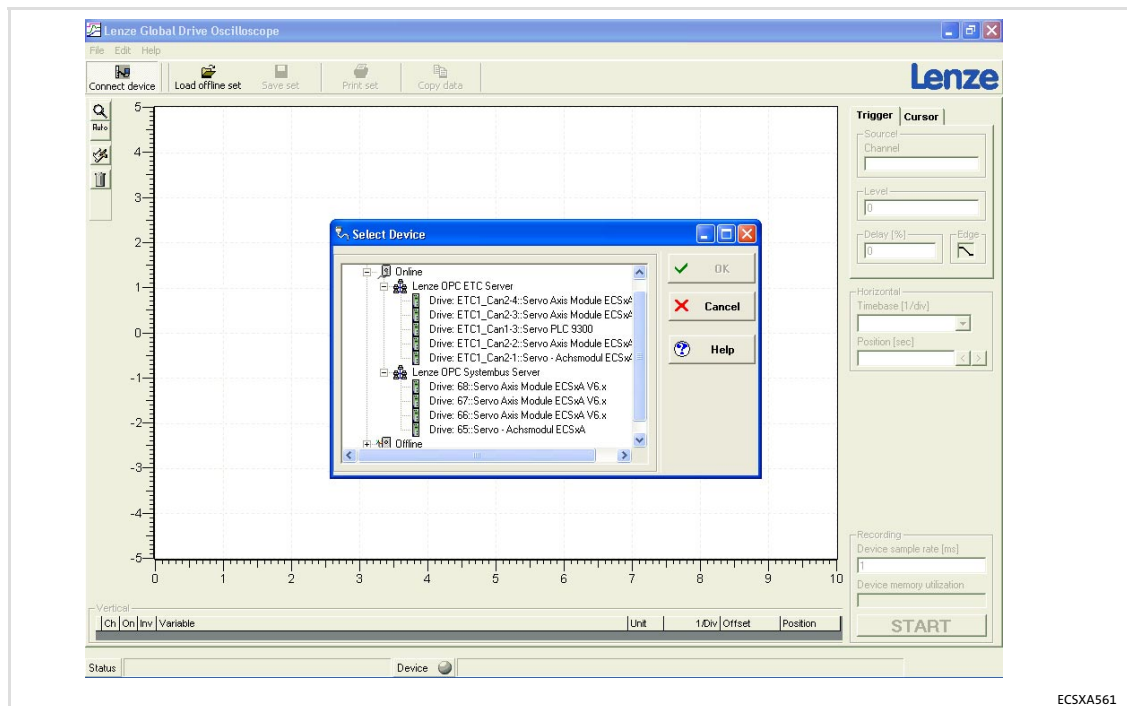 Lenze Global Drive Oscilloscope
File Edit Help
Connect device Load offline set Save set Print set Copy data
Lenze
Auto
5
4
3
2
1
0
-1
-2
-3
-4
-5
0 1 2 3 4 5 6 7 8 9 10
Select Device
Online
Lenze OPC ETC Server
Drive: ETC1_Can2-4::Servo Axis Module ECSxA
Drive: ETC1_Can2-3::Servo Axis Module ECSxA
Drive: ETC1_Can1-3::Servo PLC 9300
Drive: ETC1_Can2-2::Servo Axis Module ECSxA
Drive: ETC1_Can2-1::Servo - Achsmodul ECSxA
Lenze OPC Systembus Server
Drive: 68::Servo Axis Module ECSxA V6.x
Drive: 67::Servo Axis Module ECSxA V6.x
Drive: 66::Servo Axis Module ECSxA V6.x
Drive: 65::Servo - Achsmodul ECSxA
Offline
OK
Cancel
Help
Trigger Cursor
Source
Channel
Level
0
Delay [%] Edge
0
Horizontal
Timebase [1/div]
Position [sec]
< >
Recording
Device sample rate [ms]
1
Device memory utilization
START
Vertical
Ch On Inv Variable Unit 1/Div Offset Position
Status Device
ECSXA561